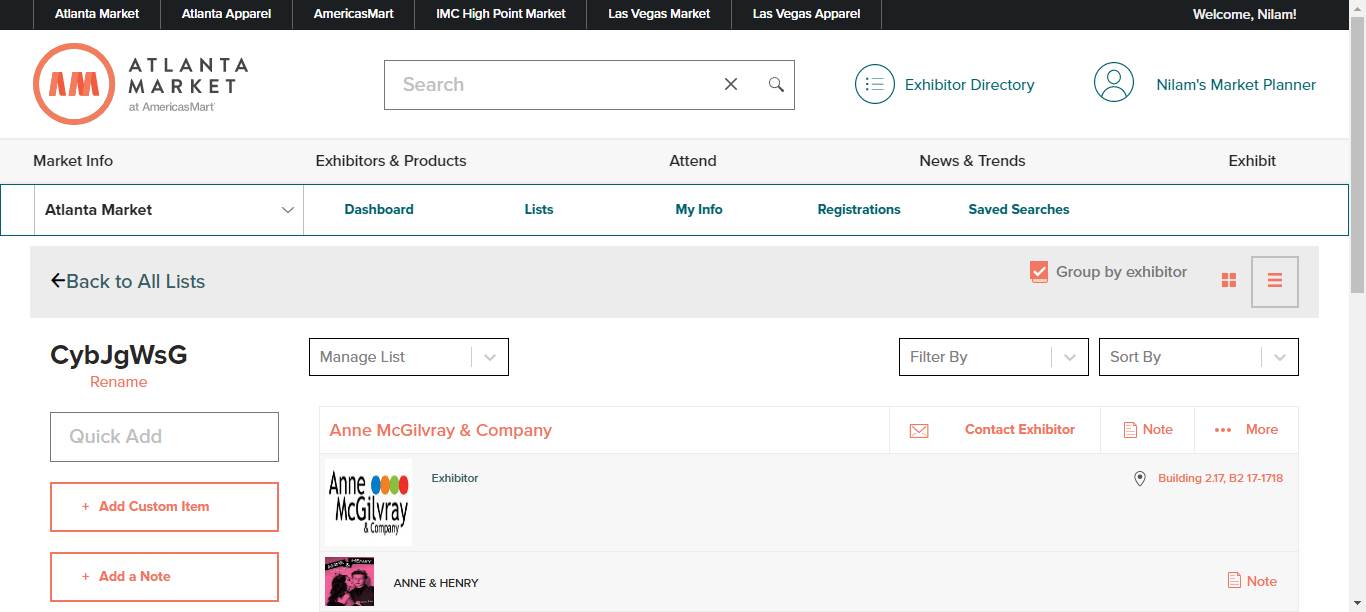 Atlanta Market Atlanta Apparel AmericasMart IMC High Point Market Las Vegas Market Las Vegas Apparel Welcome, Nilam!
ATLANTA
MARKET
at AmericasMart
AM
Search
Exhibitor Directory
Nilam's Market Planner
Market Info Exhibitors & Products Attend News & Trends Exhibit
Atlanta Market Dashboard Lists My Info Registrations Saved Searches
Back to All Lists
Group by exhibitor
CybJgWsG
Rename
Manage List
Filter By
Sort By
Quick Add
+ Add Custom Item
+ Add a Note
Anne McGilvray & Company
Contact Exhibitor
Note
More
Anne
McGilvray
& Company
Exhibitor
Building 2.17, B2 17-1718
ANNE & HENRY
ANNE & HENRY
Note